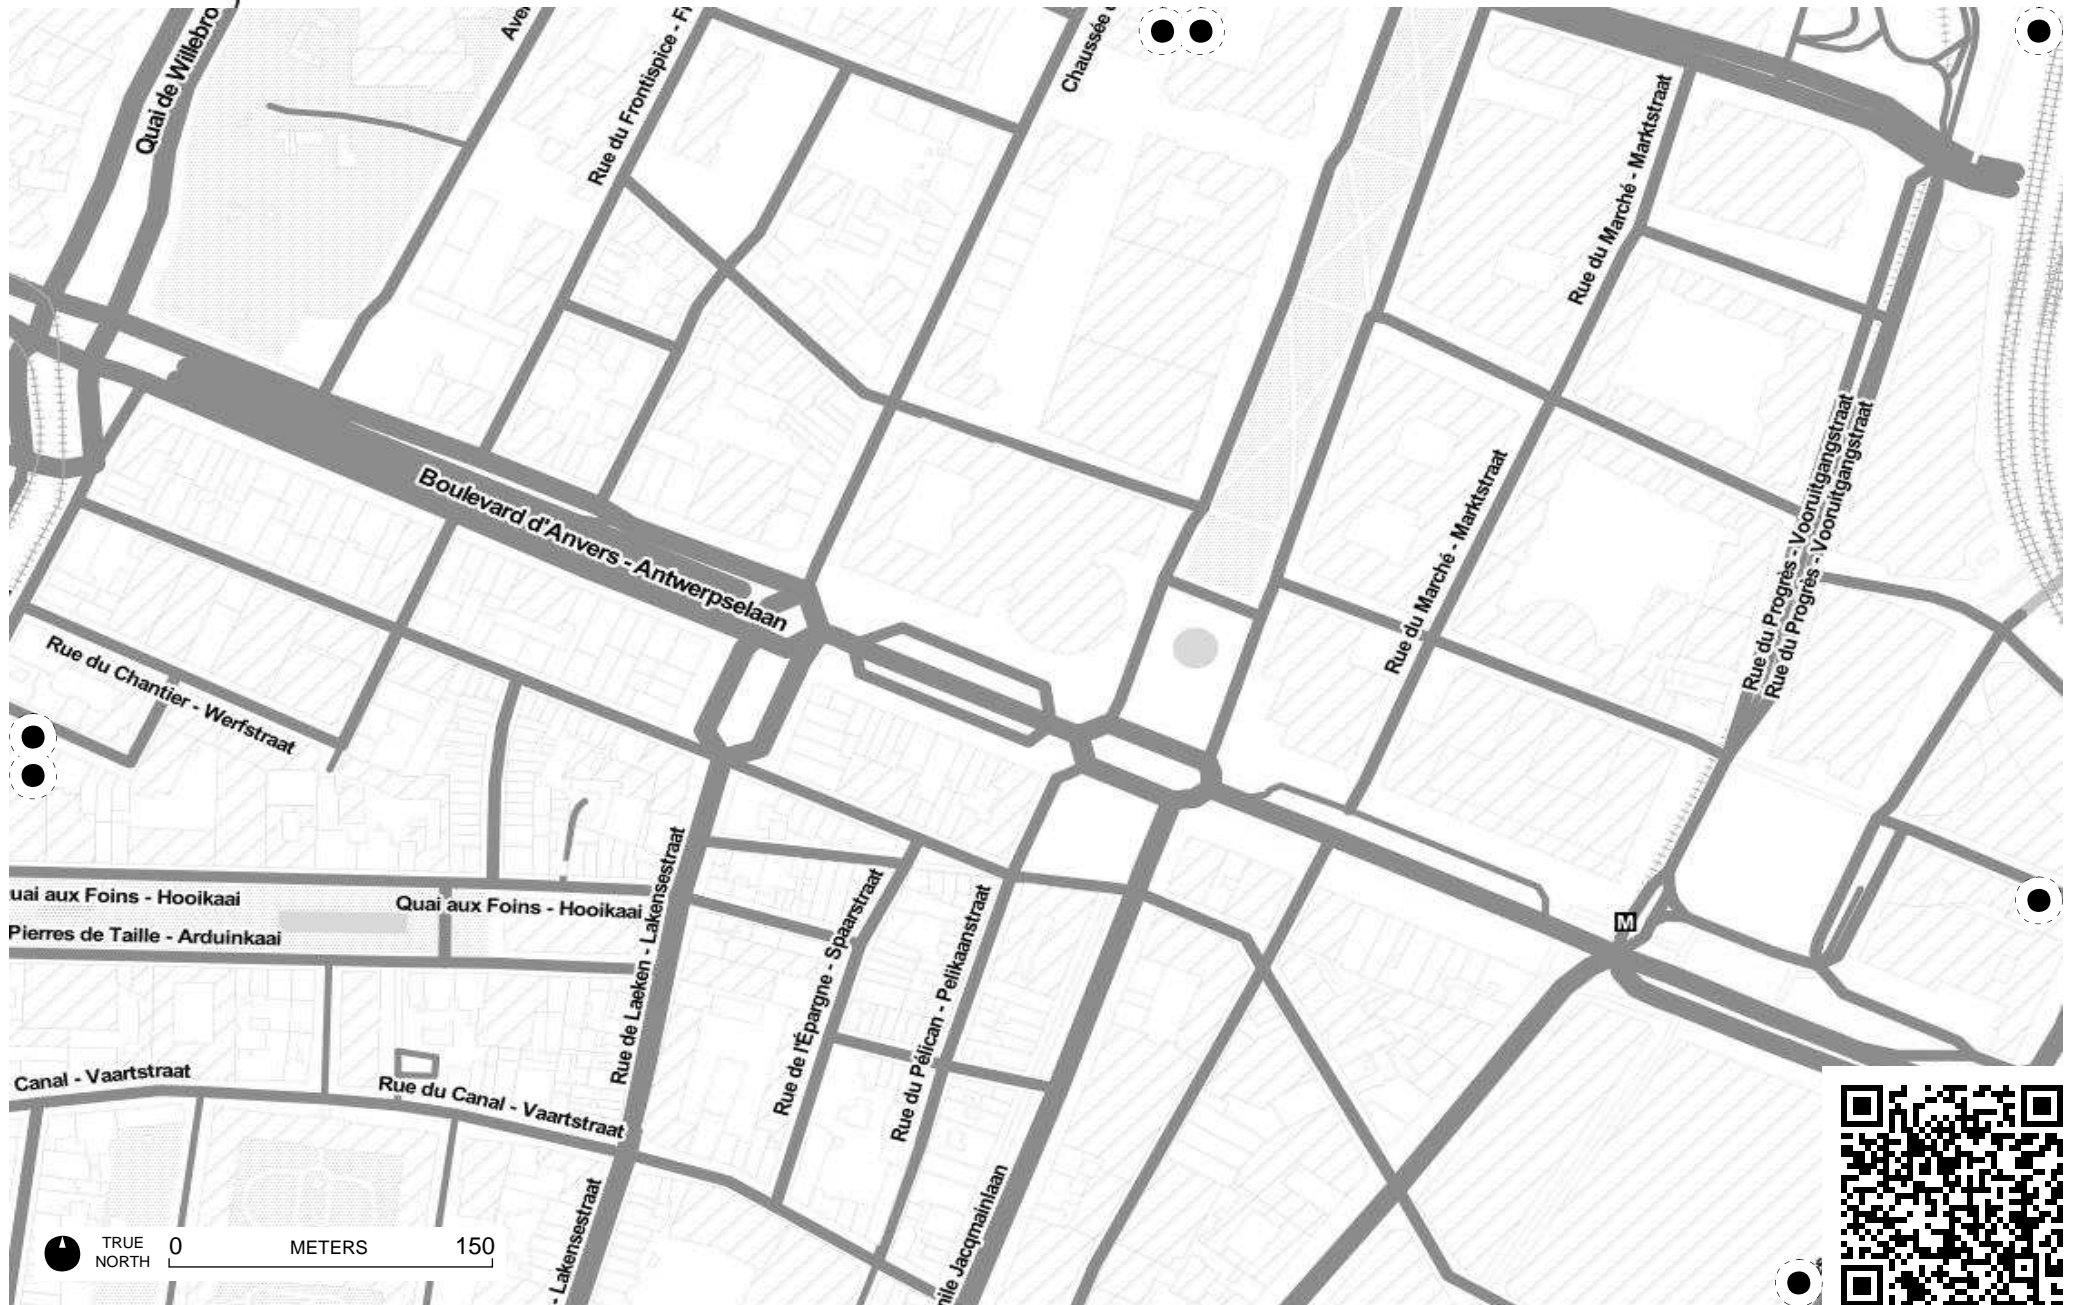 Quai de Willebro
Ave
Rue du Frontispice - F
Chaussée
Rue du Marché - Marktstraat
Rue du Marché - Marktstraat
Rue du Progrès - Vooruitgangstraat
Rue du Progrès - Vooruitgangstraat
Boulevard d'Anvers - Antwerpselaan
Rue du Chantier - Werfstraat
uai aux Foins - Hooikaai
Quai aux Foins - Hooikaai
Pierres de Taille - Arduinkaai
Rue de Laeken - Lakensestraat
Rue de l'Épargne - Spaarstraat
Rue du Pélican - Pelikaanstraat
M
Canal - Vaartstraat
Rue du Canal - Vaartstraat
- Lakensestraat
mile Jacqmainlaan
TRUE
NORTH
0 METERS 150